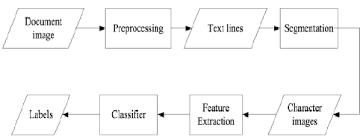 Document
image
Preprocessing
Text lines
Segmentation
Labels
Classifier
Feature
Extraction
Character
images